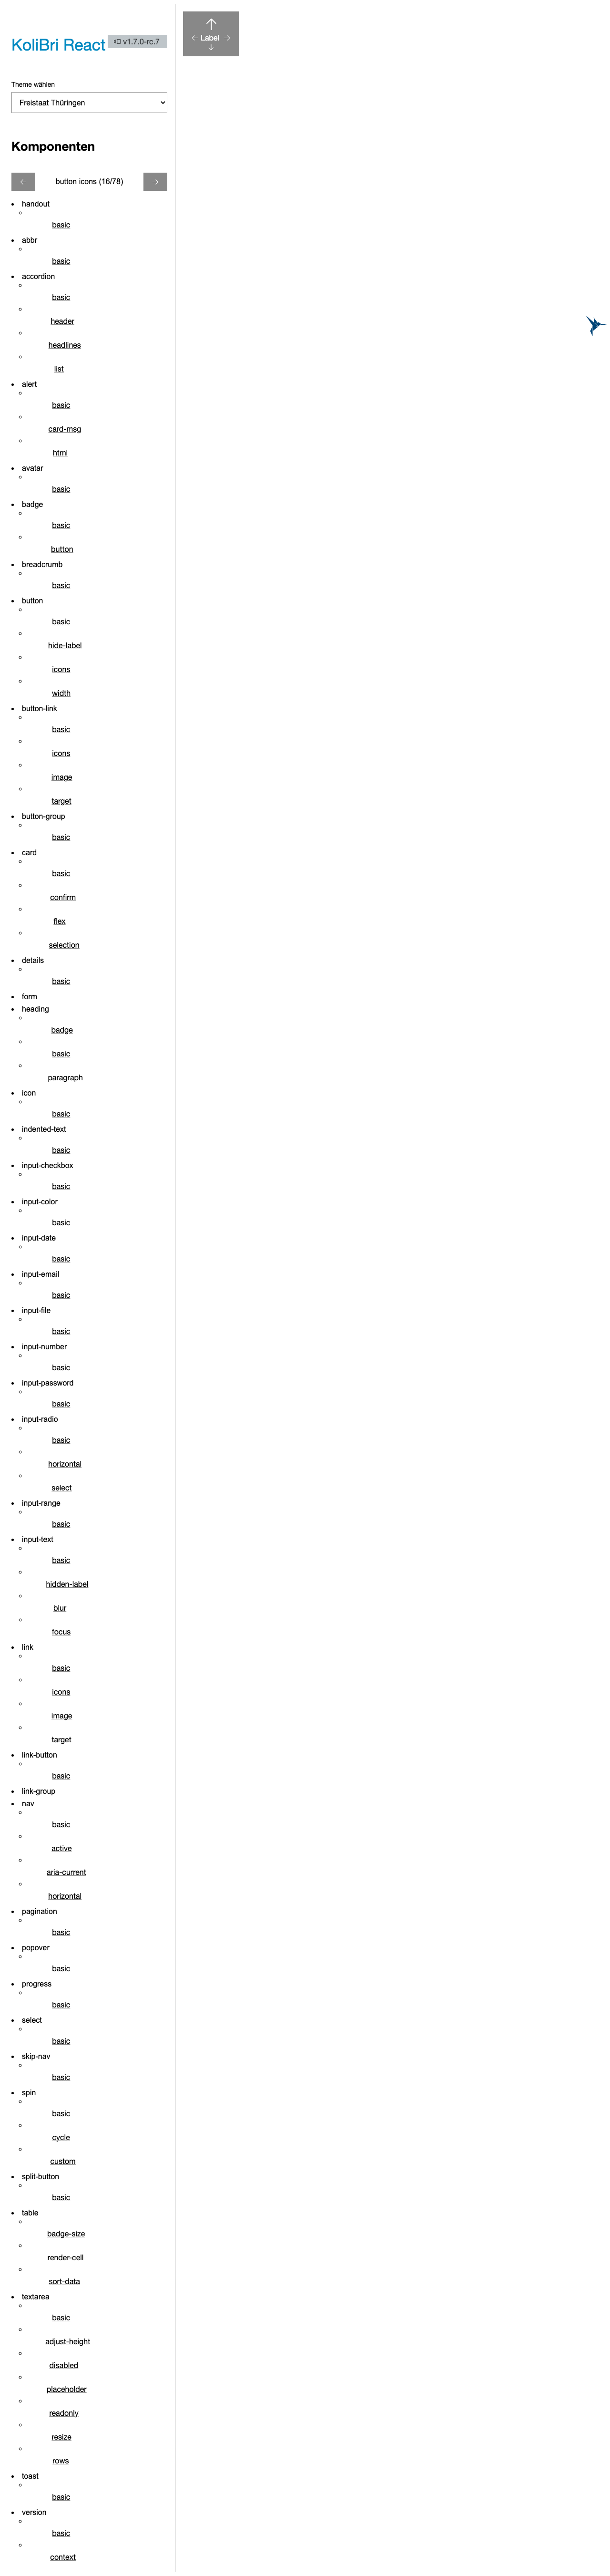 KoliBri React v1.7.0-rc.7
Theme wählen
Freistaat Thüringen
Komponenten
← button icons (16/78) →
handout
basic
abbr
basic
accordion
basic
header
headlines
list
alert
basic
card-msg
html
avatar
basic
badge
basic
button
breadcrumb
basic
button
basic
hide-label
icons
width
button-link
basic
icons
image
target
button-group
basic
card
basic
confirm
flex
selection
details
basic
form
heading
badge
basic
paragraph
icon
basic
indented-text
basic
input-checkbox
basic
input-color
basic
input-date
basic
input-email
basic
input-file
basic
input-number
basic
input-password
basic
input-radio
basic
horizontal
select
input-range
basic
input-text
basic
hidden-label
blur
focus
link
basic
icons
image
target
link-button
basic
link-group
nav
basic
active
aria-current
horizontal
pagination
basic
popover
basic
progress
basic
select
basic
skip-nav
basic
spin
basic
cycle
custom
split-button
basic
table
badge-size
render-cell
sort-data
textarea
basic
adjust-height
disabled
placeholder
readonly
resize
rows
toast
basic
version
basic
context
↑
← Label →
↓